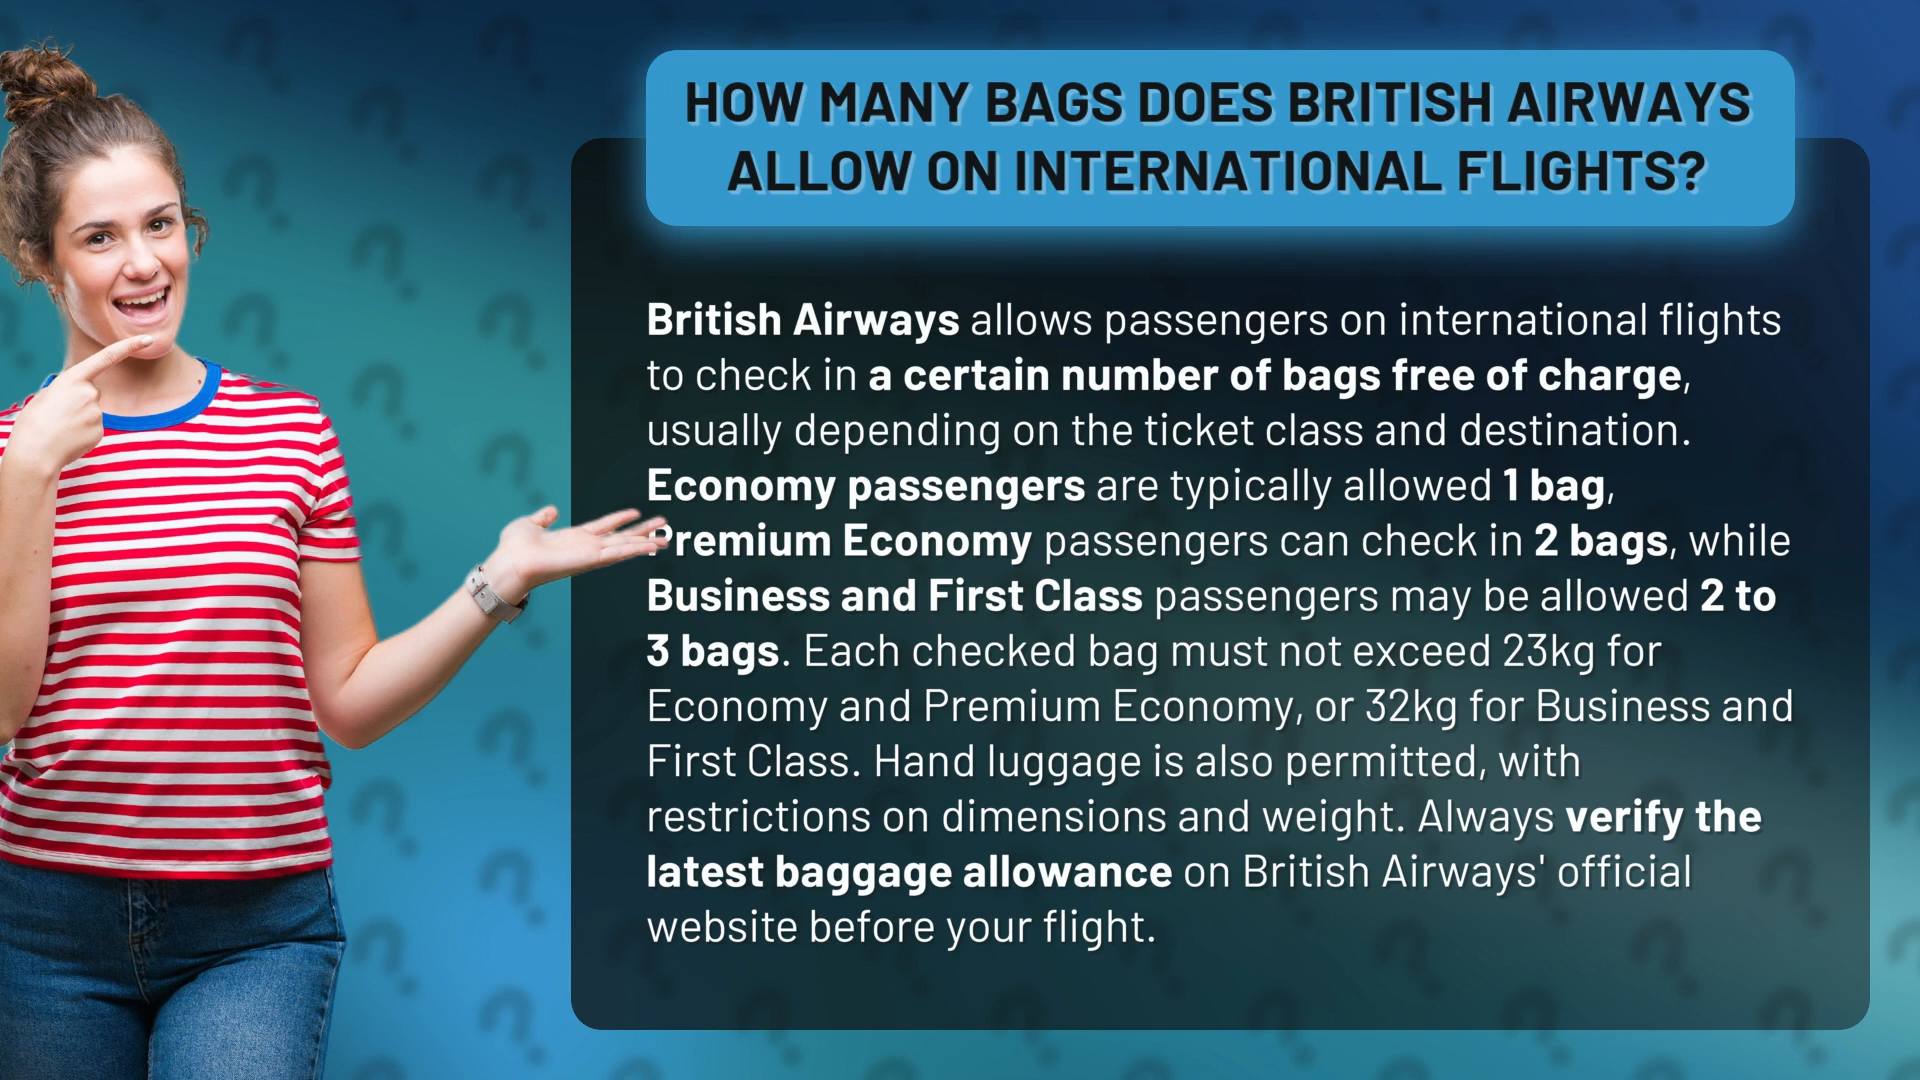 HOW MANY BAGS DOES BRITISH AIRWAYS
ALLOW ON INTERNATIONAL FLIGHTS?
British Airways allows passengers on international flights
to check in a certain number of bags free of charge,
usually depending on the ticket class and destination.
Economy passengers are typically allowed 1 bag,
Premium Economy passengers can check in 2 bags, while
Business and First Class passengers may be allowed 2 to
3 bags. Each checked bag must not exceed 23kg for
Economy and Premium Economy, or 32kg for Business and
First Class. Hand luggage is also permitted, with
restrictions on dimensions and weight. Always verify the
latest baggage allowance on British Airways' official
website before your flight.